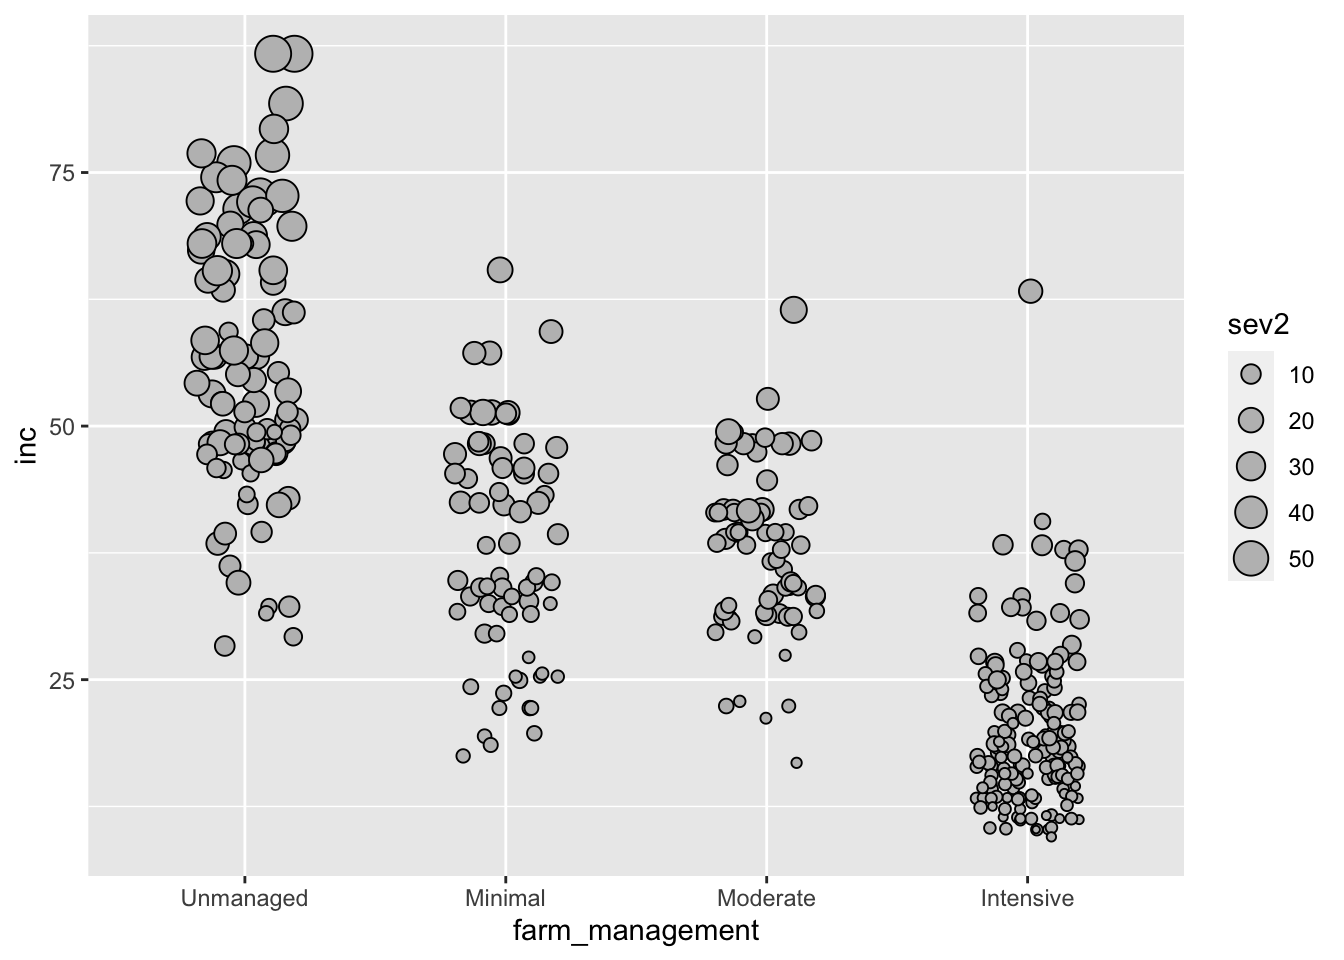 75
50
25
inc
Unmanaged
Minimal
Moderate
Intensive
farm_management
sev2
10
20
30
40
50